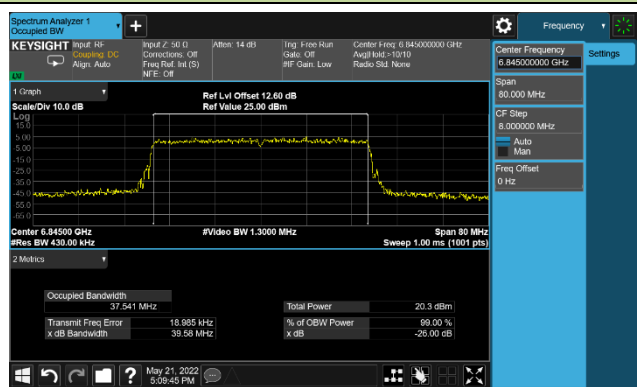 Spectrum Analyzer 1
Occupied BW
+
Frequency
KEYSIGHT
Input: RF
Coupling: DC
Align: Auto
Input Z: 50 Ω
Corrections: Off
Freq Ref: Int (S)
NFE: Off
Atten: 14 dB
Trig: Free Run
Gate: Off
#IF Gain: Low
Center Freq: 6.845000000 GHz
Avg|Hold:>10/10
Radio Std: None
Center Frequency
6.845000000 GHz
Settings
Span
80.000 MHz
CF Step
8.000000 MHz
Auto
Man
Freq Offset
0 Hz
1 Graph
Scale/Div 10.0 dB
Ref Lvl Offset 12.60 dB
Ref Value 25.00 dBm
Log
15.0
5.00
-5.00
-15.0
-25.0
-35.0
-45.0
-55.0
-65.0
Center 6.84500 GHz
#Res BW 430.00 kHz
#Video BW 1.3000 MHz
Span 80 MHz
Sweep 1.00 ms (1001 pts)
2 Metrics
Occupied Bandwidth
37.541 MHz
Transmit Freq Error 18.985 kHz
x dB Bandwidth 39.58 MHz
Total Power 20.3 dBm
% of OBW Power 99.00 %
x dB -26.00 dB
?
May 21, 2022
5:09:45 PM